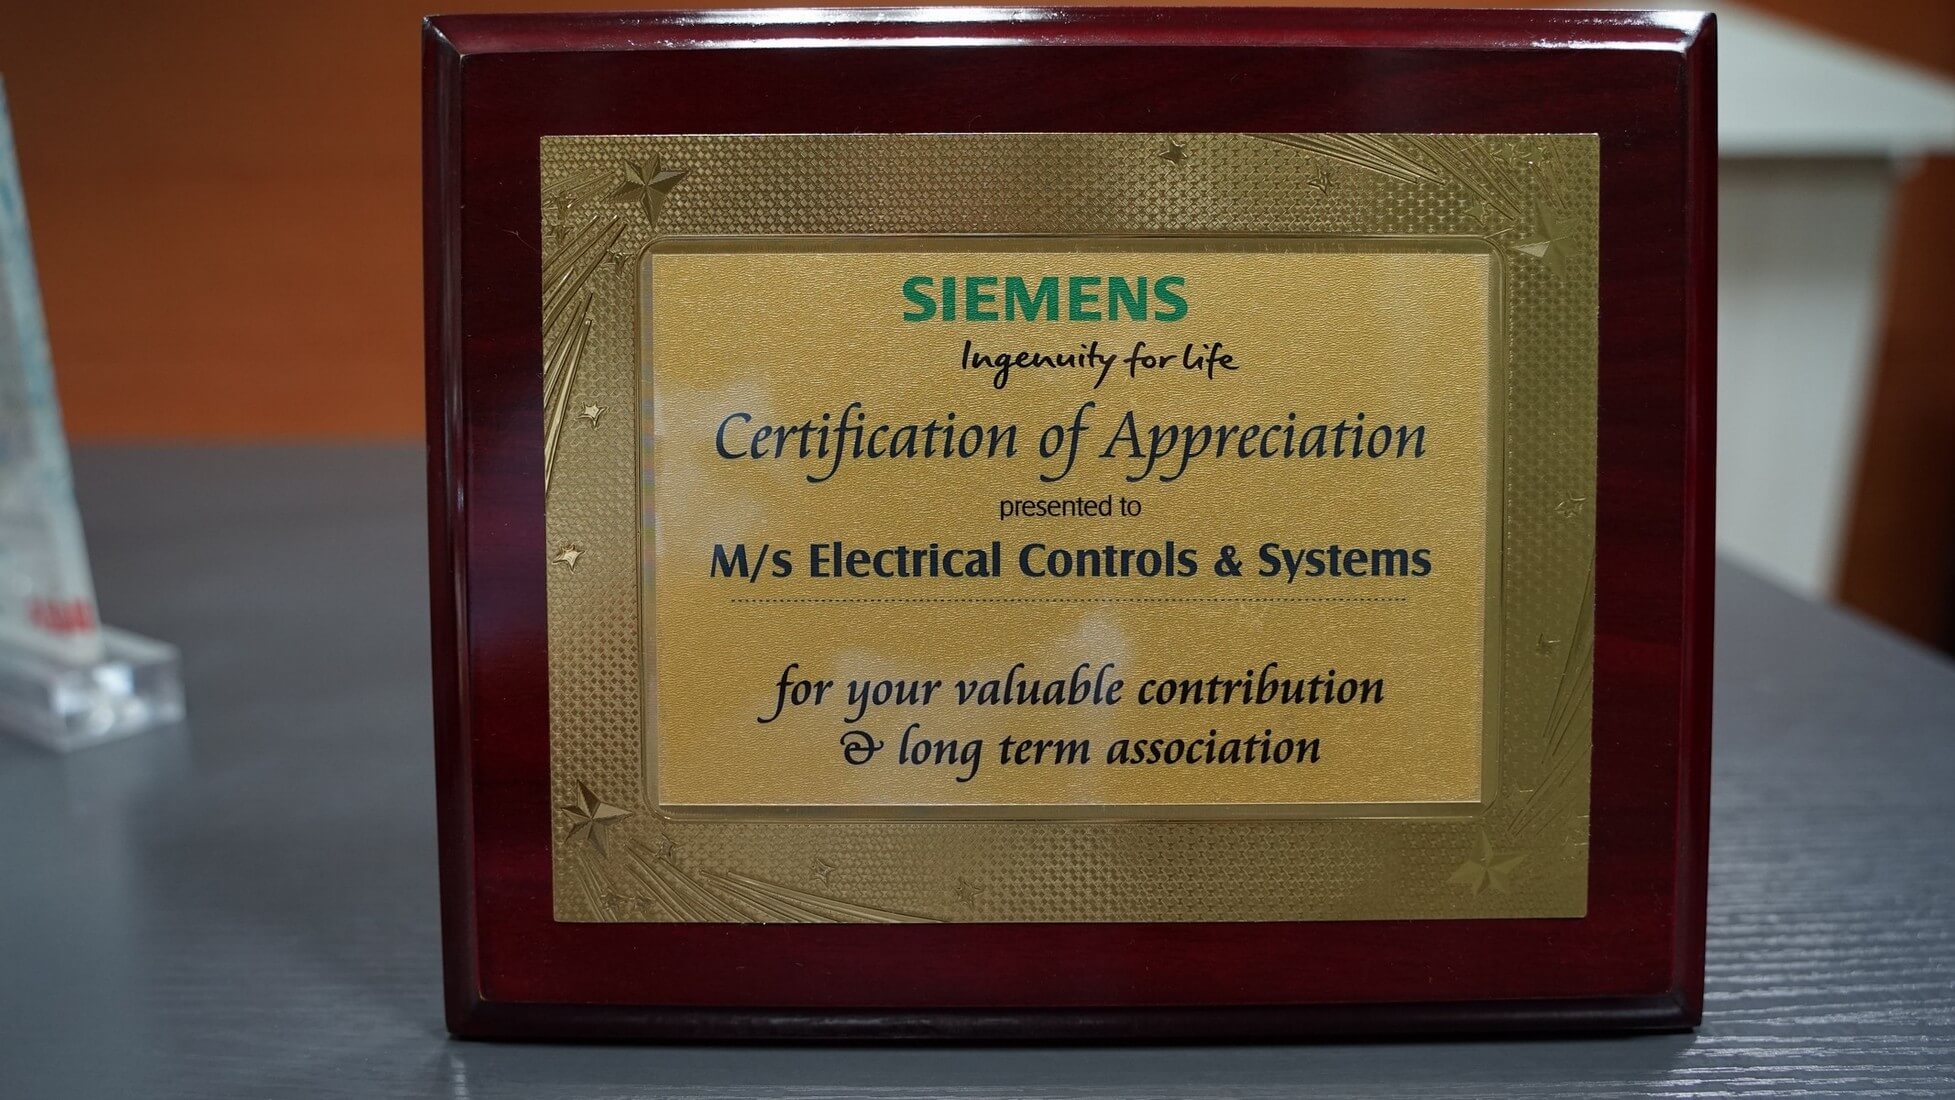 SIEMENS
Ingenuity for life
Certification of Appreciation
presented to
M/s Electrical Controls & Systems
for your valuable contribution
& long term association